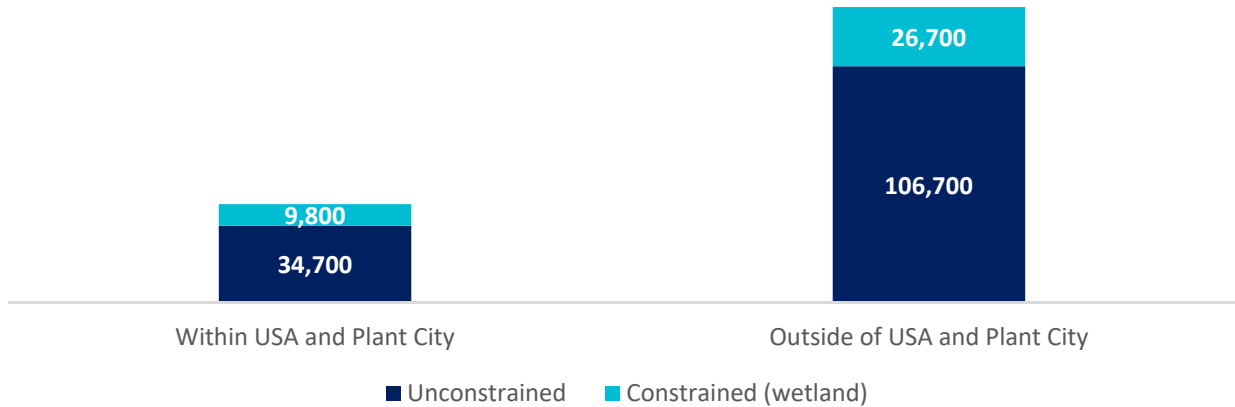 26,700
106,700
9,800
34,700
Within USA and Plant City
Outside of USA and Plant City
Unconstrained
Constrained (wetland)